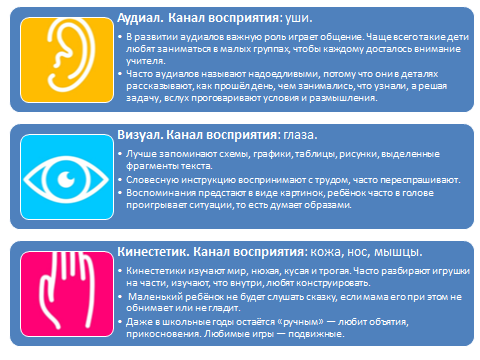 Аудиал. Канал восприятия: уши.
• В развитии аудиалов важную роль играет общение. Чаще всего такие дети
любят заниматься в малых группах, чтобы каждому досталось внимание
учителя.
• Часто аудиалов называют надоедливыми, потому что они в деталях
рассказывают, как прошёл день, чем занимались, что узнали, а решая
задачу, вслух проговаривают условия и размышления.
Визуал. Канал восприятия: глаза.
• Лучше запоминают схемы, графики, таблицы, рисунки, выделенные
фрагменты текста.
• Словесную инструкцию воспринимают с трудом, часто переспрашивают.
• Воспоминания предстают в виде картинок, ребёнок часто в голове
проигрывает ситуации, то есть думает образами.
Кинестетик. Канал восприятия: кожа, нос, мышцы.
• Кинестетики изучают мир, нюхая, кусая и трогая. Часто разбирают игрушки
на части, изучают, что внутри, любят конструировать.
• Маленький ребёнок не будет слушать сказку, если мама его при этом не
обнимает или не гладит.
• Даже в школьные годы остаётся «ручным» — любит объятия,
прикосновения. Любимые игры — подвижные.